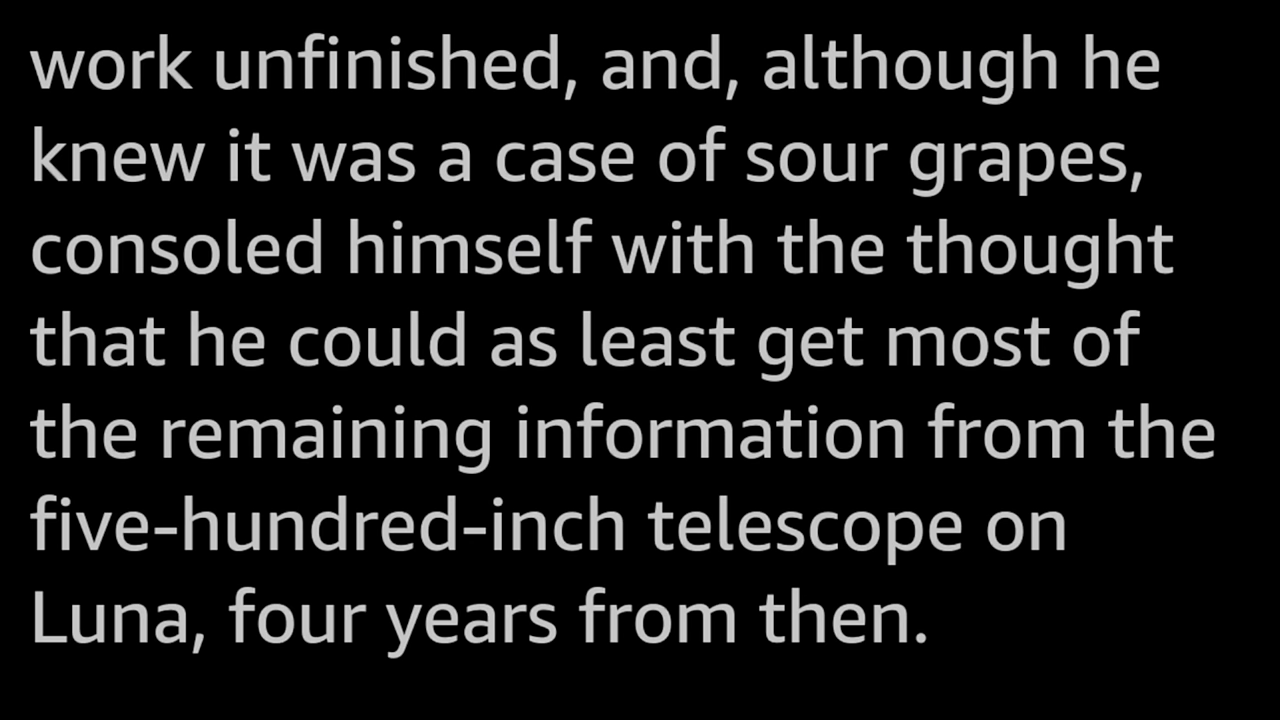 work unfinished, and, although he
knew it was a case of sour grapes,
consoled himself with the thought
that he could as least get most of
the remaining information from the
five-hundred-inch telescope on
Luna, four years from then.